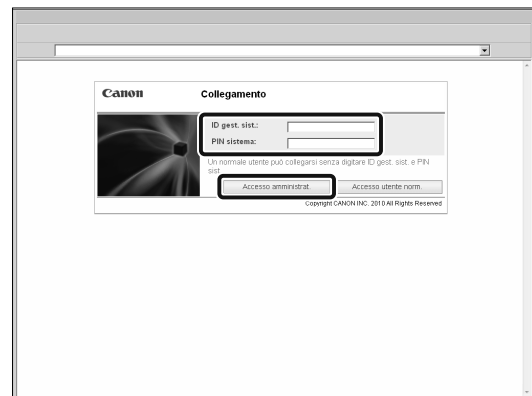 Canon
Collegamento
ID gest. sist.:
PIN sistema:
Un normale utente può collegarsi senza digitare ID gest. sist. e PIN
sist.
Accesso amministrat.
Accesso utente norm.
Copyright CANON INC. 2010 All Rights Reserved